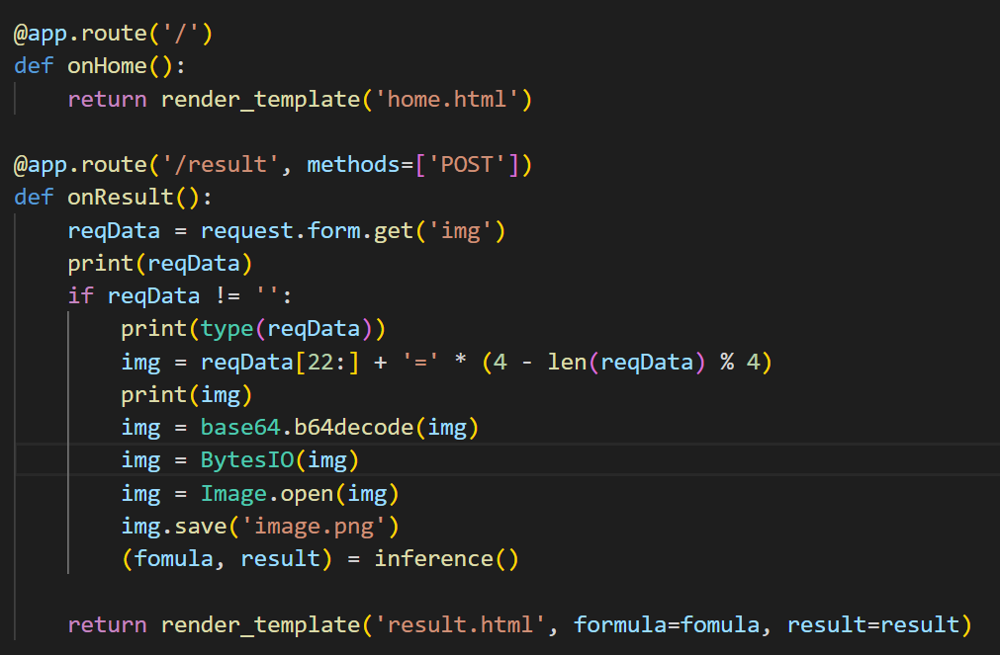 @app.route('/')
def onHome():
    return render_template('home.html')

@app.route('/result', methods=['POST'])
def onResult():
    reqData = request.form.get('img')
    print(reqData)
    if reqData != '':
        print(type(reqData))
        img = reqData[22:] + '=' * (4 - len(reqData) % 4)
        print(img)
        img = base64.b64decode(img)
        img = BytesIO(img)
        img = Image.open(img)
        img.save('image.png')
        (fomula, result) = inference()

    return render_template('result.html', formula=fomula, result=result)